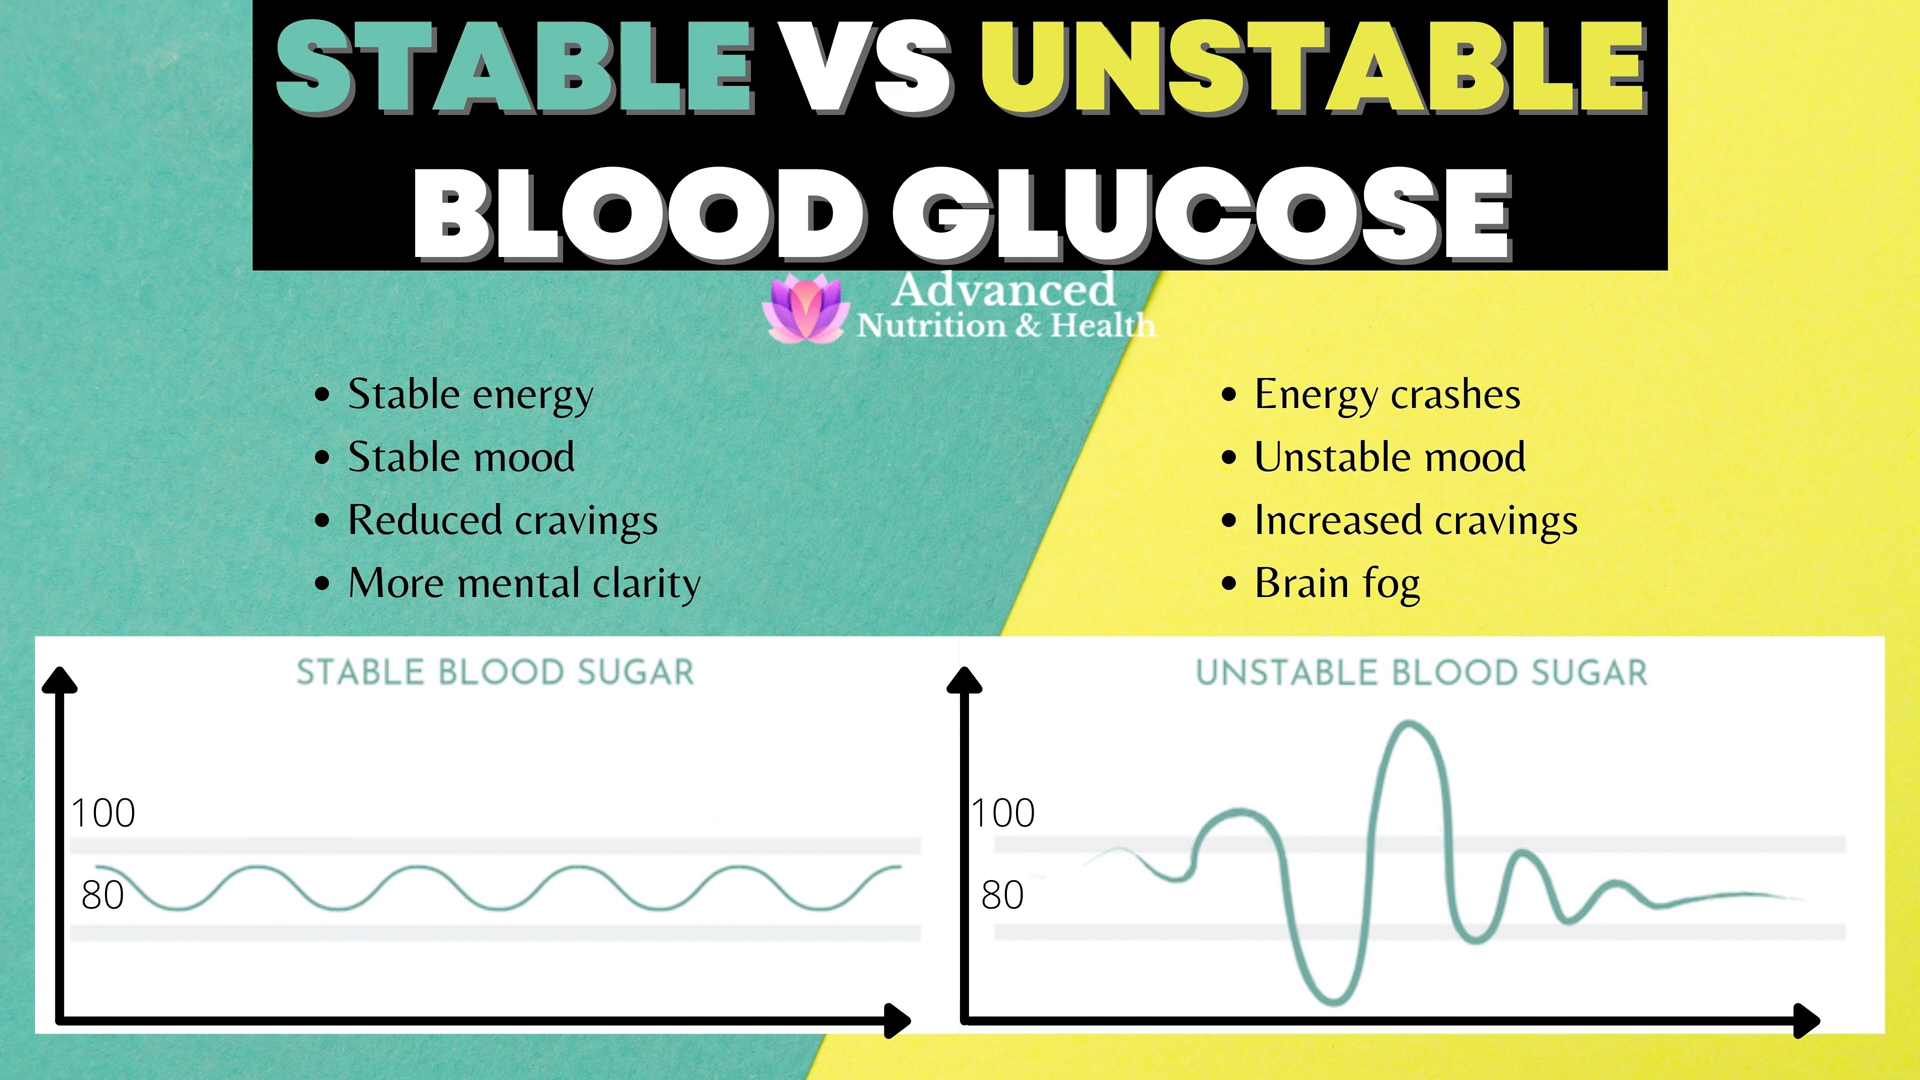 STABLE VS UNSTABLE
BLOOD GLUCOSE
Advanced
Nutrition & Health
• Stable energy
• Stable mood
• Reduced cravings
• More mental clarity
• Energy crashes
• Unstable mood
• Increased cravings
• Brain fog
STABLE BLOOD SUGAR
100
80
UNSTABLE BLOOD SUGAR
100
80